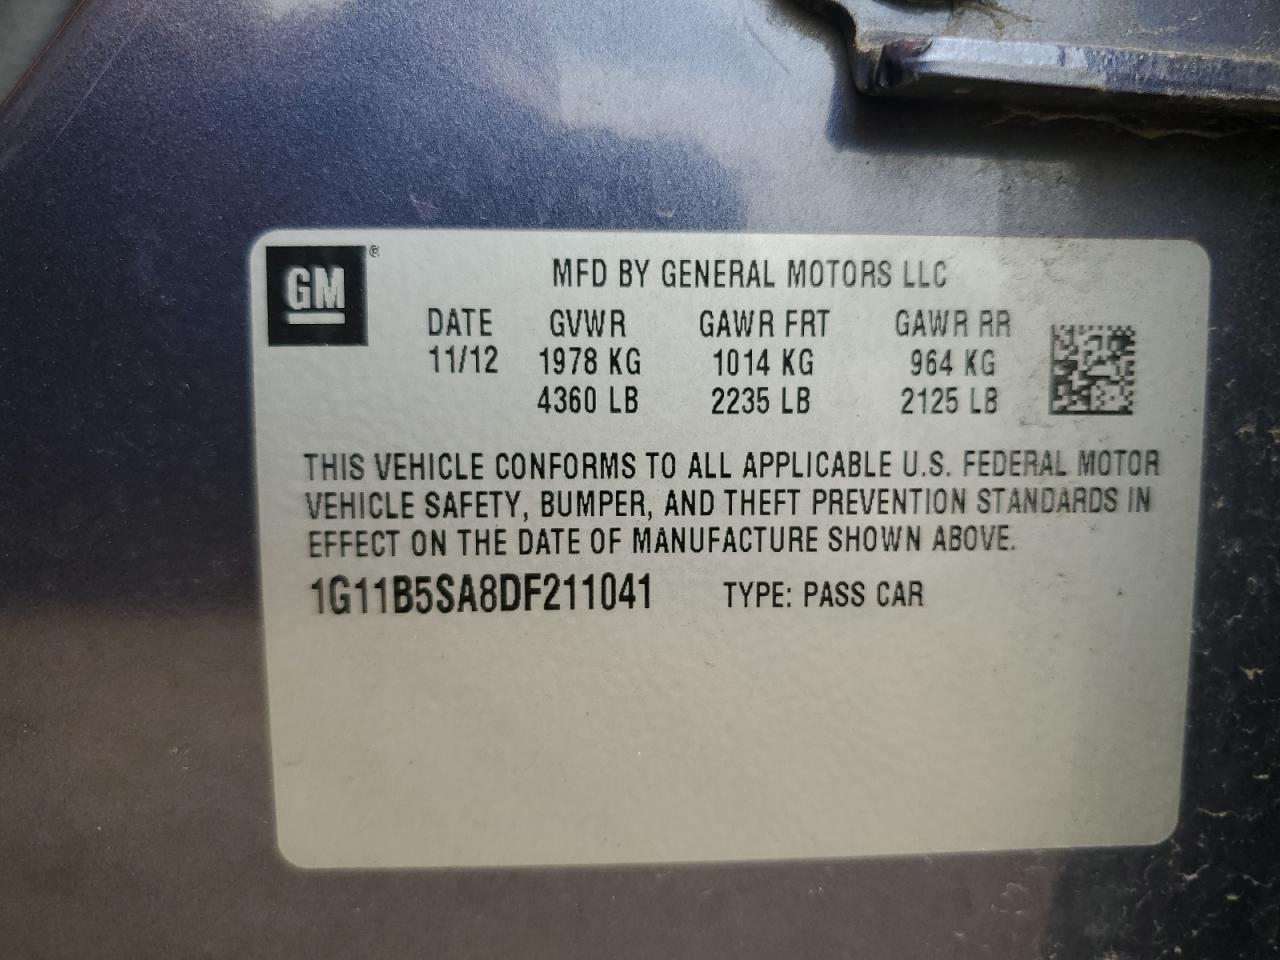 GM ®
MFD BY GENERAL MOTORS LLC
DATE GVWR GAWR FRT GAWR RR
11/12 1978 KG 1014 KG 964 KG
4360 LB 2235 LB 2125 LB
THIS VEHICLE CONFORMS TO ALL APPLICABLE U.S. FEDERAL MOTOR
VEHICLE SAFETY, BUMPER, AND THEFT PREVENTION STANDARDS IN
EFFECT ON THE DATE OF MANUFACTURE SHOWN ABOVE.
1G11B5SA8DF211041 TYPE: PASS CAR